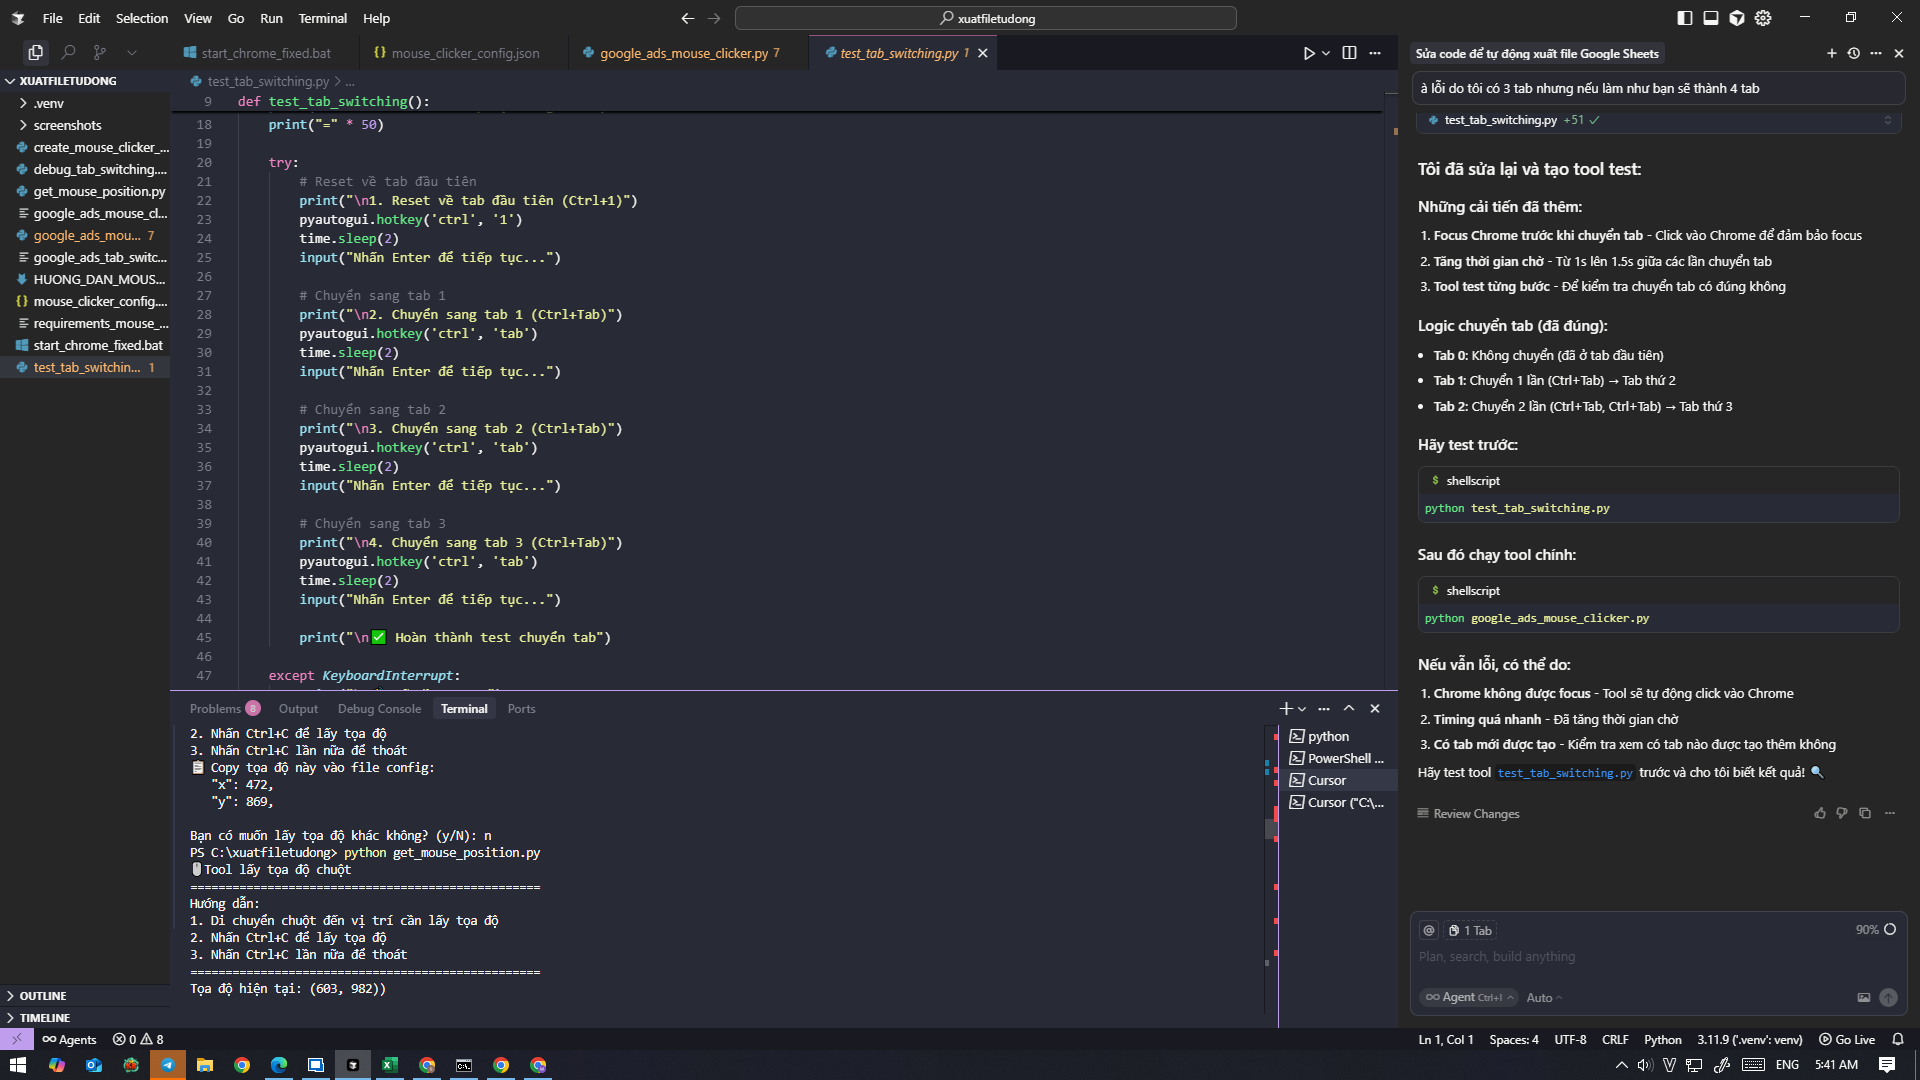 File Edit Selection View Go Run Terminal Help
xuatfiletudong
start_chrome_fixed.bat
mouse_clicker_config.json
google_ads_mouse_clicker.py 7
test_tab_switching.py 1
XUATFILETUDONG
.venv
screenshots
create_mouse_clicker_...
debug_tab_switching....
get_mouse_position.py
google_ads_mouse_cl...
google_ads_mou... 7
google_ads_tab_switc...
HUONG_DAN_MOUS...
mouse_clicker_config....
requirements_mouse_...
start_chrome_fixed.bat
test_tab_switchin... 1
OUTLINE
TIMELINE
test_tab_switching.py > ...
9 def test_tab_switching():
18 print("=" * 50)
19
20 try:
21 # Reset về tab đầu tiên
22 print("\n1. Reset về tab đầu tiên (Ctrl+1)")
23 pyautogui.hotkey('ctrl', '1')
24 time.sleep(2)
25 input("Nhấn Enter để tiếp tục...")
26
27 # Chuyển sang tab 1
28 print("\n2. Chuyển sang tab 1 (Ctrl+Tab)")
29 pyautogui.hotkey('ctrl', 'tab')
30 time.sleep(2)
31 input("Nhấn Enter để tiếp tục...")
32
33 # Chuyển sang tab 2
34 print("\n3. Chuyển sang tab 2 (Ctrl+Tab)")
35 pyautogui.hotkey('ctrl', 'tab')
36 time.sleep(2)
37 input("Nhấn Enter để tiếp tục...")
38
39 # Chuyển sang tab 3
40 print("\n4. Chuyển sang tab 3 (Ctrl+Tab)")
41 pyautogui.hotkey('ctrl', 'tab')
42 time.sleep(2)
43 input("Nhấn Enter để tiếp tục...")
44
45 print("\n✅ Hoàn thành test chuyển tab")
46
47 except KeyboardInterrupt:
Problems 8 Output Debug Console Terminal Ports
2. Nhấn Ctrl+C để lấy tọa độ
3. Nhấn Ctrl+C lần nữa để thoát
📋 Copy tọa độ này vào file config:
"x": 472,
"y": 869,
Bạn có muốn lấy tọa độ khác không? (y/N): n
PS C:\xuatfiletudong> python get_mouse_position.py
🖱Tool lấy tọa độ chuột
==================================================
Hướng dẫn:
1. Di chuyển chuột đến vị trí cần lấy tọa độ
2. Nhấn Ctrl+C để lấy tọa độ
3. Nhấn Ctrl+C lần nữa để thoát
==================================================
Tọa độ hiện tại: (603, 982))
python
PowerShell ...
Cursor
Cursor ("C:\...
Sửa code để tự động xuất file Google Sheets
à lỗi do tôi có 3 tab nhưng nếu làm như bạn sẽ thành 4 tab
test_tab_switching.py +51 ✓
Tôi đã sửa lại và tạo tool test:
Những cải tiến đã thêm:
1. Focus Chrome trước khi chuyển tab - Click vào Chrome để đảm bảo focus
2. Tăng thời gian chờ - Từ 1s lên 1.5s giữa các lần chuyển tab
3. Tool test từng bước - Để kiểm tra chuyển tab có đúng không
Logic chuyển tab (đã đúng):
• Tab 0: Không chuyển (đã ở tab đầu tiên)
• Tab 1: Chuyển 1 lần (Ctrl+Tab) → Tab thứ 2
• Tab 2: Chuyển 2 lần (Ctrl+Tab, Ctrl+Tab) → Tab thứ 3
Hãy test trước:
$ shellscript
python test_tab_switching.py
Sau đó chạy tool chính:
$ shellscript
python google_ads_mouse_clicker.py
Nếu vẫn lỗi, có thể do:
1. Chrome không được focus - Tool sẽ tự động click vào Chrome
2. Timing quá nhanh - Đã tăng thời gian chờ
3. Có tab mới được tạo - Kiểm tra xem có tab nào được tạo thêm không
Hãy test tool test_tab_switching.py trước và cho tôi biết kết quả! 🔍
Review Changes
@ 1 Tab 90%
Plan, search, build anything
∞ Agent Ctrl+I Auto
Agents 0 8
Ln 1, Col 1 Spaces: 4 UTF-8 CRLF Python 3.11.9 ('.venv': venv) Go Live
ENG 5:41 AM